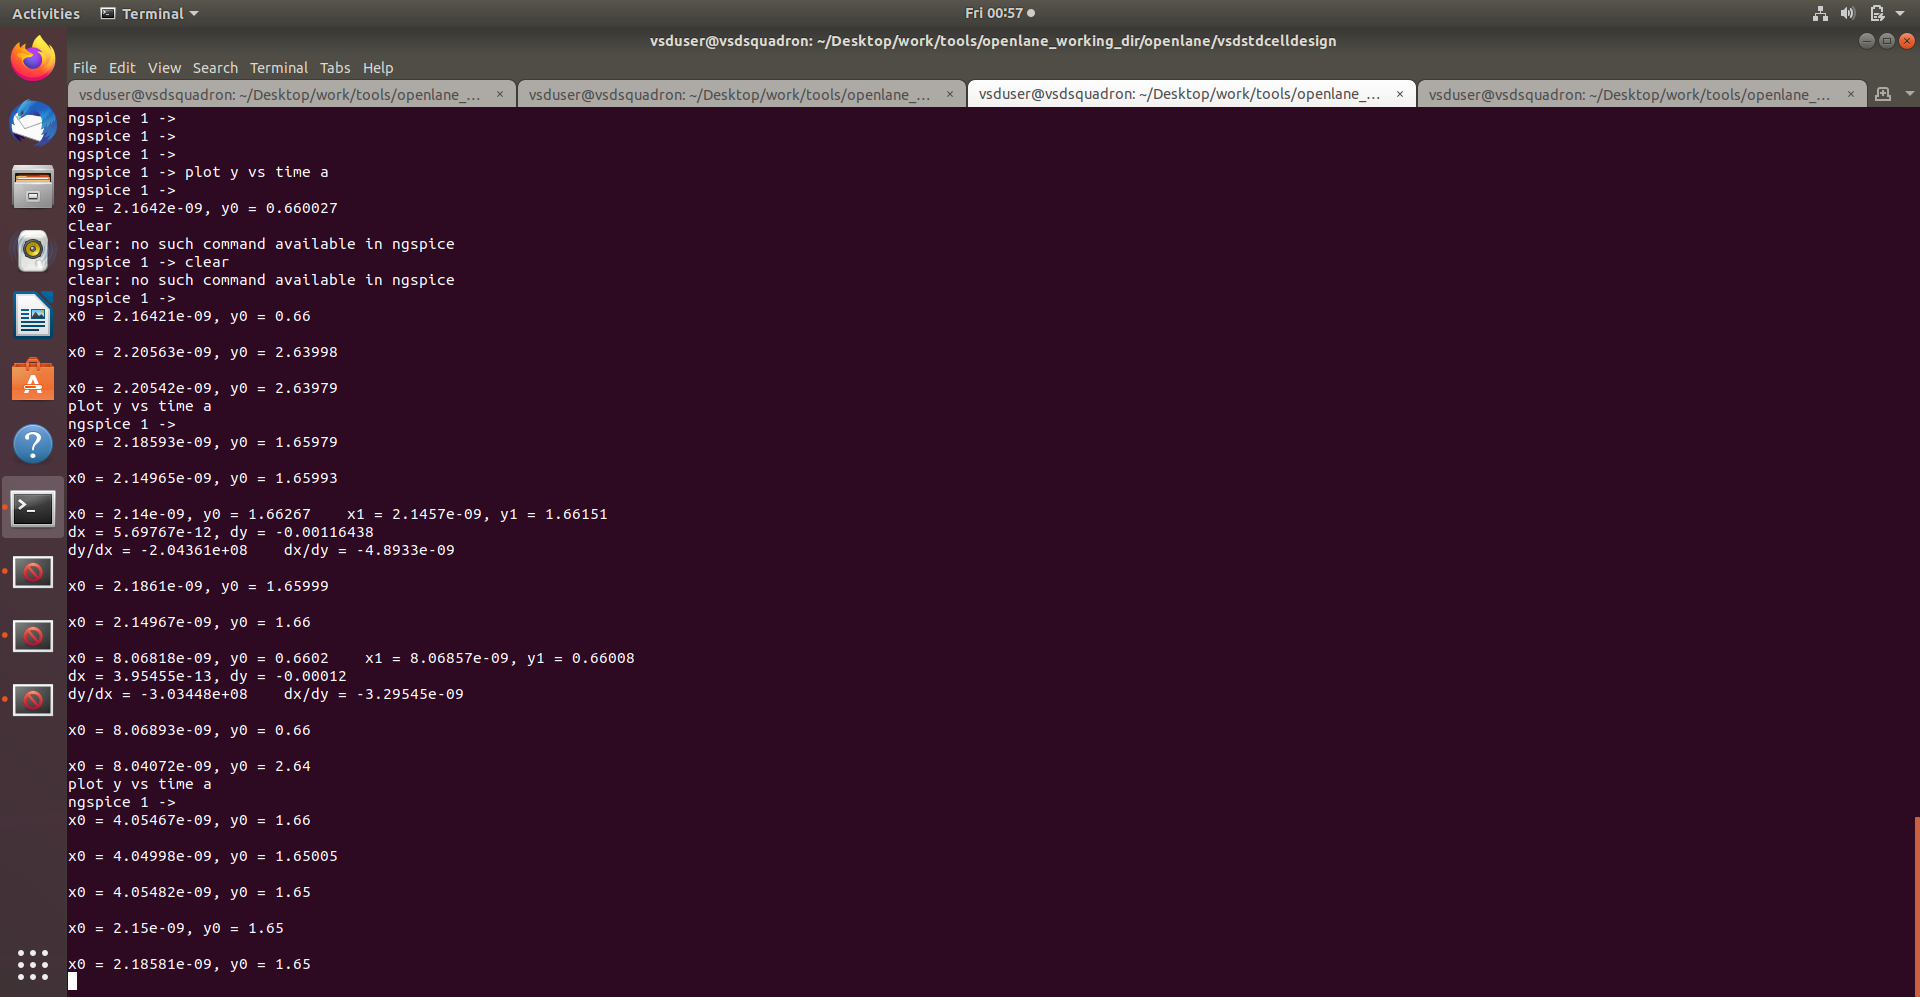 Activities
Terminal
Fri 00:57
vsduser@vsdsquadron: ~/Desktop/work/tools/openlane_working_dir/openlane/vsdstdcelldesign
File Edit View Search Terminal Tabs Help
vsduser@vsdsquadron: ~/Desktop/work/tools/openlane_... ×
vsduser@vsdsquadron: ~/Desktop/work/tools/openlane_... ×
vsduser@vsdsquadron: ~/Desktop/work/tools/openlane_... ×
vsduser@vsdsquadron: ~/Desktop/work/tools/openlane_... ×
ngspice 1 ->
ngspice 1 ->
ngspice 1 ->
ngspice 1 -> plot y vs time a
ngspice 1 ->
x0 = 2.1642e-09, y0 = 0.660027
clear
clear: no such command available in ngspice
ngspice 1 -> clear
clear: no such command available in ngspice
ngspice 1 ->
x0 = 2.16421e-09, y0 = 0.66
x0 = 2.20563e-09, y0 = 2.63998
x0 = 2.20542e-09, y0 = 2.63979
plot y vs time a
ngspice 1 ->
x0 = 2.18593e-09, y0 = 1.65979
x0 = 2.14965e-09, y0 = 1.65993
x0 = 2.14e-09, y0 = 1.66267    x1 = 2.1457e-09, y1 = 1.66151
dx = 5.69767e-12, dy = -0.00116438
dy/dx = -2.04361e+08    dx/dy = -4.8933e-09
x0 = 2.1861e-09, y0 = 1.65999
x0 = 2.14967e-09, y0 = 1.66
x0 = 8.06818e-09, y0 = 0.6602    x1 = 8.06857e-09, y1 = 0.66008
dx = 3.95455e-13, dy = -0.00012
dy/dx = -3.03448e+08    dx/dy = -3.29545e-09
x0 = 8.06893e-09, y0 = 0.66
x0 = 8.04072e-09, y0 = 2.64
plot y vs time a
ngspice 1 ->
x0 = 4.05467e-09, y0 = 1.66
x0 = 4.04998e-09, y0 = 1.65005
x0 = 4.05482e-09, y0 = 1.65
x0 = 2.15e-09, y0 = 1.65
x0 = 2.18581e-09, y0 = 1.65